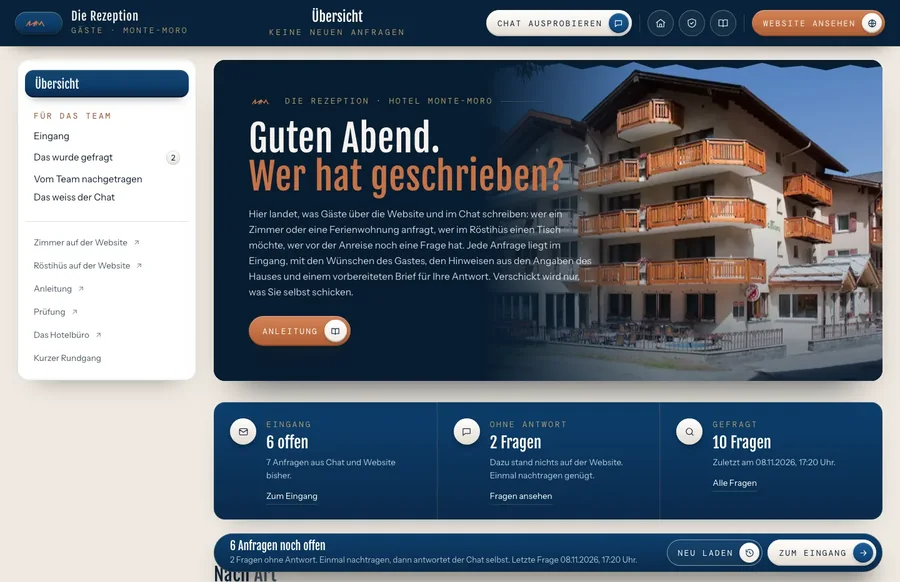 Die Rezeption
GÄSTE · MONTE-MORO
Übersicht
KEINE NEUEN ANFRAGEN
CHAT AUSPROBIEREN
WEBSITE ANSEHEN
Übersicht
FÜR DAS TEAM
Eingang
Das wurde gefragt
2
Vom Team nachgetragen
Das weiss der Chat
Zimmer auf der Website ↗
Röstihüs auf der Website ↗
Anleitung ↗
Prüfung ↗
Das Hotelbüro ↗
Kurzer Rundgang
DIE REZEPTION · HOTEL MONTE-MORO
Guten Abend.
Wer hat geschrieben?
Hier landet, was Gäste über die Website und im Chat schreiben: wer ein
Zimmer oder eine Ferienwohnung anfragt, wer im Röstihüs einen Tisch
möchte, wer vor der Anreise noch eine Frage hat. Jede Anfrage liegt im
Eingang, mit den Wünschen des Gastes, den Hinweisen aus den Angaben des
Hauses und einem vorbereiteten Brief für Ihre Antwort. Verschickt wird nur,
was Sie selbst schicken.
ANLEITUNG
EINGANG
6 offen
7 Anfragen aus Chat und Website
bisher.
Zum Eingang
OHNE ANTWORT
2 Fragen
Dazu stand nichts auf der Website.
Einmal nachtragen genügt.
Fragen ansehen
GEFRAGT
10 Fragen
Zuletzt am 08.11.2026, 17:20 Uhr.
Alle Fragen
6 Anfragen noch offen
2 Fragen ohne Antwort. Einmal nachtragen, dann antwortet der Chat selbst. Letzte Frage 08.11.2026, 17:20 Uhr.
NEU LADEN
ZUM EINGANG
Nach Art